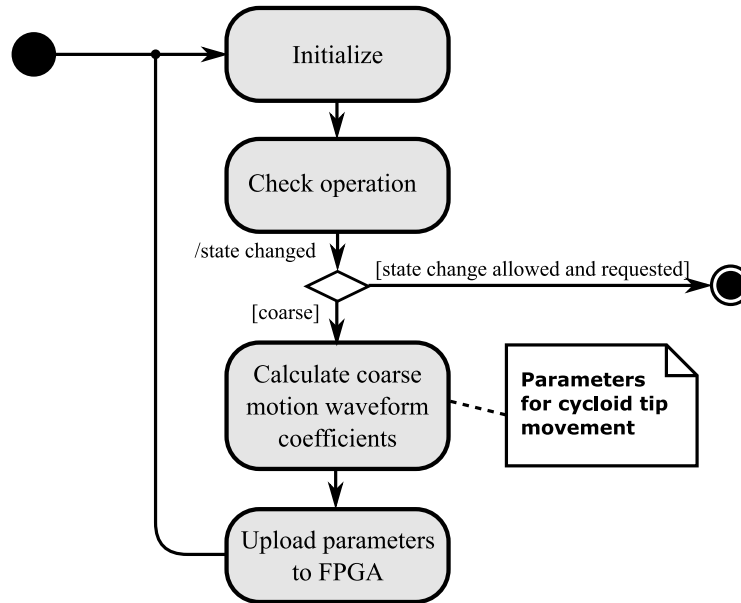 Initialize
Check operation
/state changed
[state change allowed and requested]
[coarse]
Calculate coarse
motion waveform
coefficients
Parameters
for cycloid tip
movement
Upload parameters
to FPGA